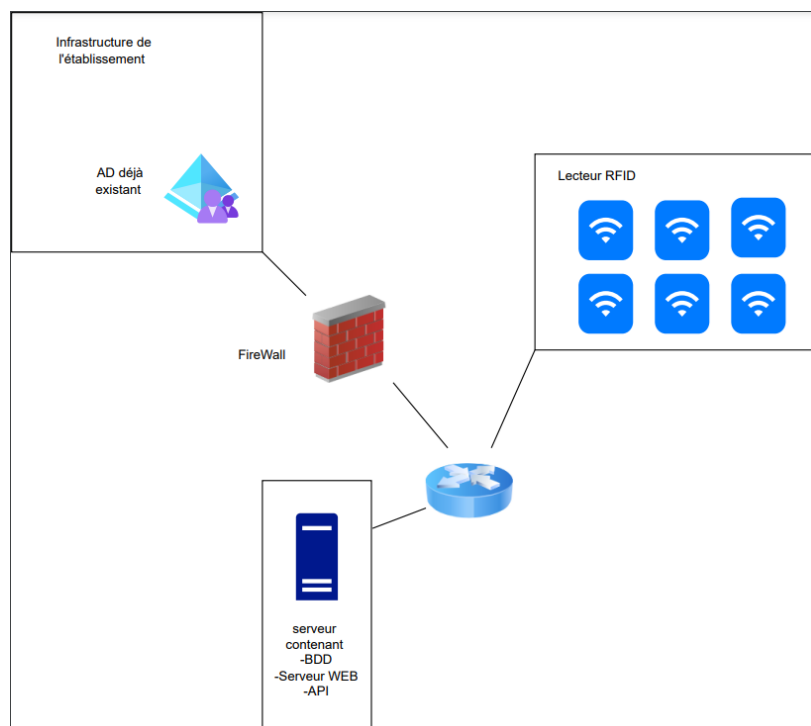 Infrastructure de
l'établissement
AD déjà
existant
Lecteur RFID
FireWall
serveur
contenant
-BDD
-Serveur WEB
-API